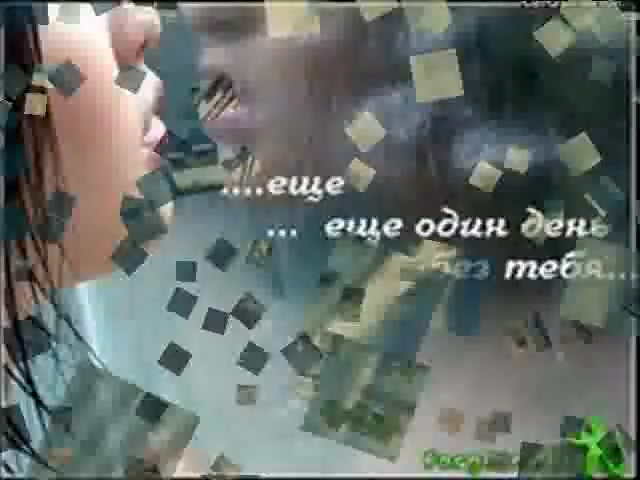 ....еще
... еще один день
без тебя...